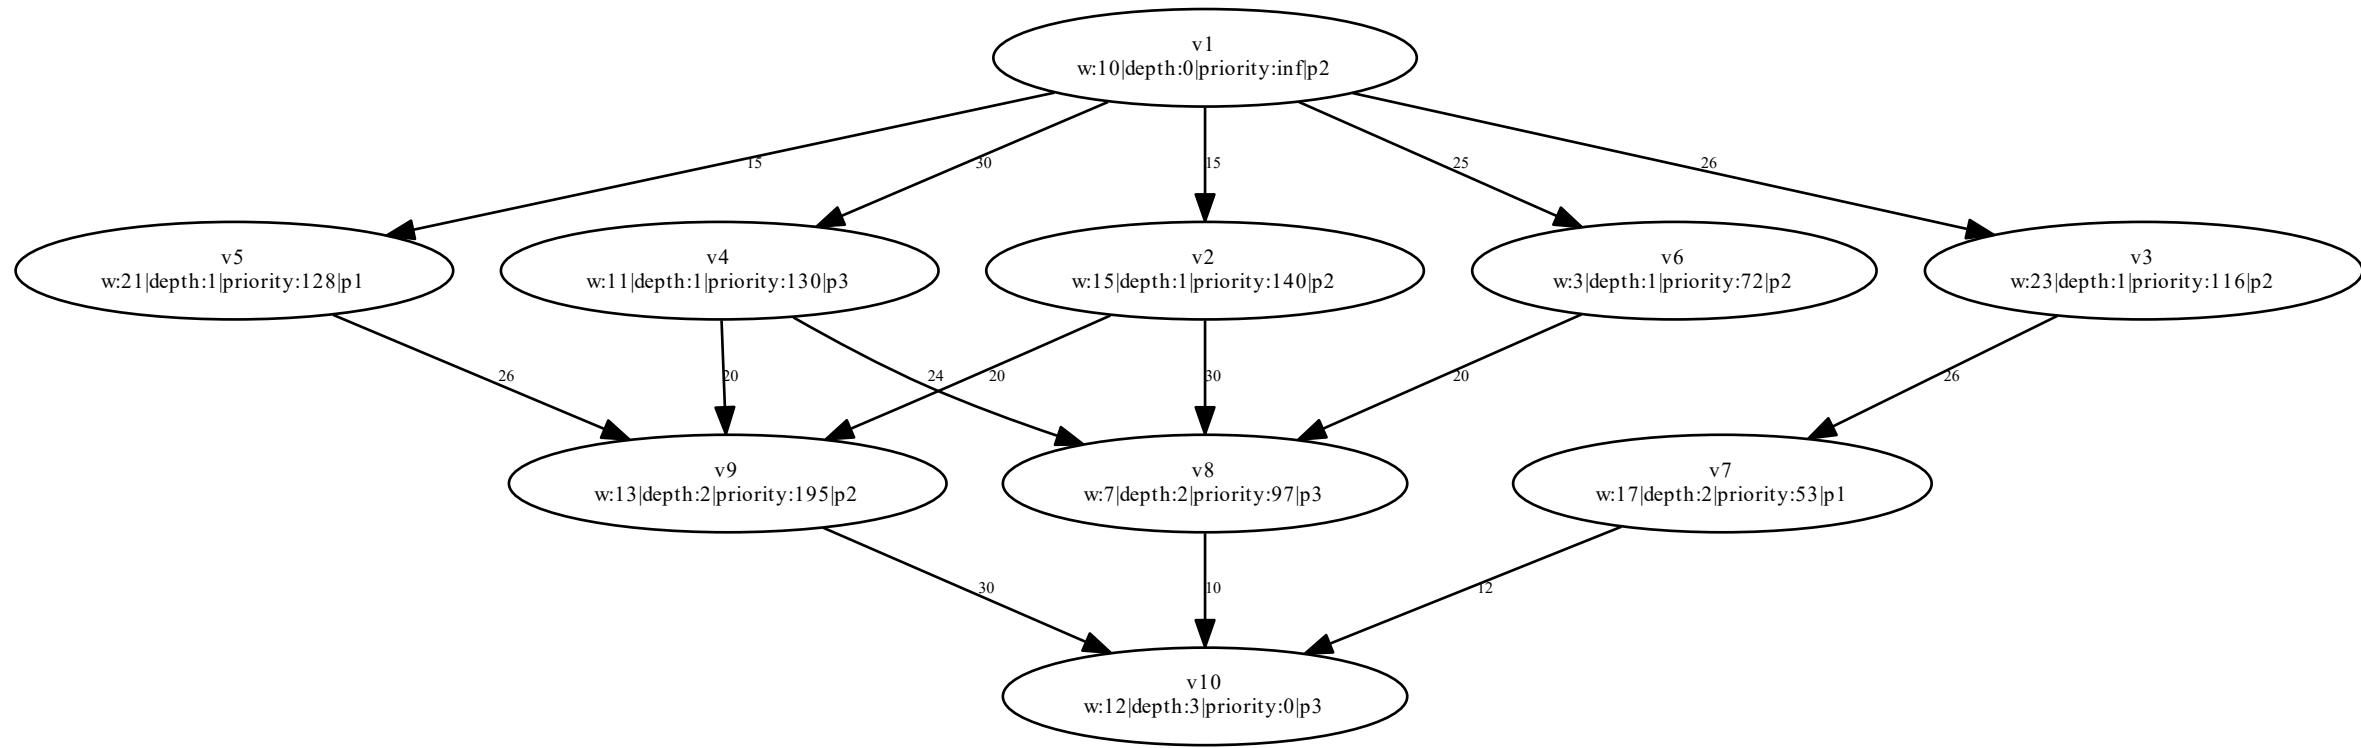 v1
w:10|depth:0|priority:inf|p2
15
30
15
25
26
v5
w:21|depth:1|priority:128|p1
v4
w:11|depth:1|priority:130|p3
v2
w:15|depth:1|priority:140|p2
v6
w:3|depth:1|priority:72|p2
v3
w:23|depth:1|priority:116|p2
26
20
24
20
30
20
26
v9
w:13|depth:2|priority:195|p2
v8
w:7|depth:2|priority:97|p3
v7
w:17|depth:2|priority:53|p1
30
10
12
v10
w:12|depth:3|priority:0|p3